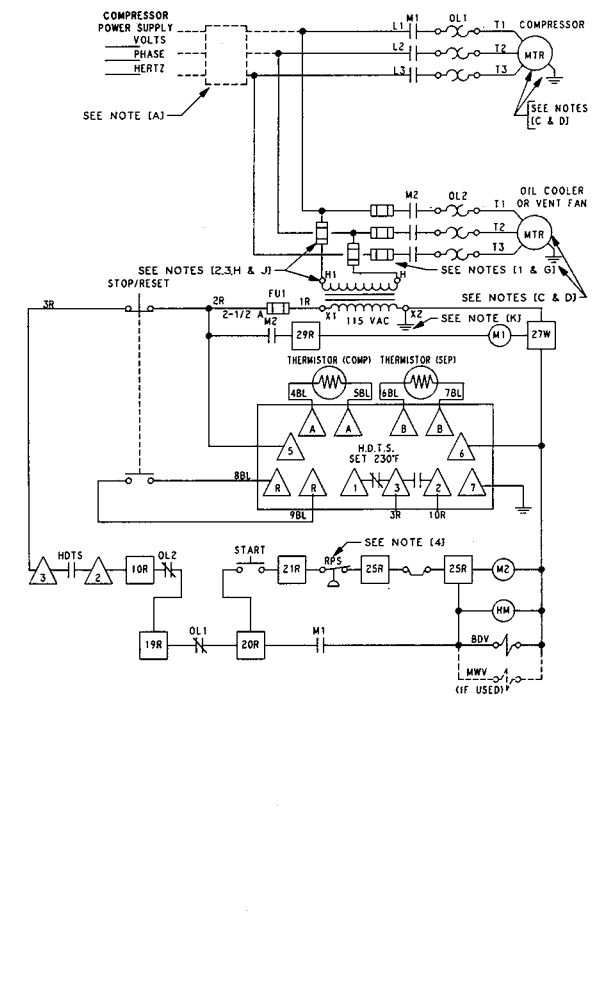 COMPRESSOR
POWER SUPPLY
VOLTS
PHASE
HERTZ
SEE NOTE [A]
L1 M1 OL1 T1 COMPRESSOR
L2 T2 MTR
L3 T3
SEE NOTES
[C & D]
M2 OL2 T1 OIL COOLER
OR VENT FAN
T2 MTR
T3
SEE NOTES [2,3,H & J]
H1 H
SEE NOTES [1 & G]
STOP/RESET
SEE NOTES [C & D]
3R 2R FU1 1R X1 X2
2-1/2 A 115 VAC
SEE NOTE [K]
M2 29R M1 27W
THERMISTOR (COMP) THERMISTOR (SEP)
4BL 5BL 6BL 7BL
A A B B
5 H.D.T.S. 6
SET 230°F
8BL R R 1 3 2 7
9BL 3R 10R
SEE NOTE [4]
HDTS OL2 START RPS
3 2 10R 21R 25R 25R M2
HM
19R OL1 20R M1 BDV
MWV
(IF USED)